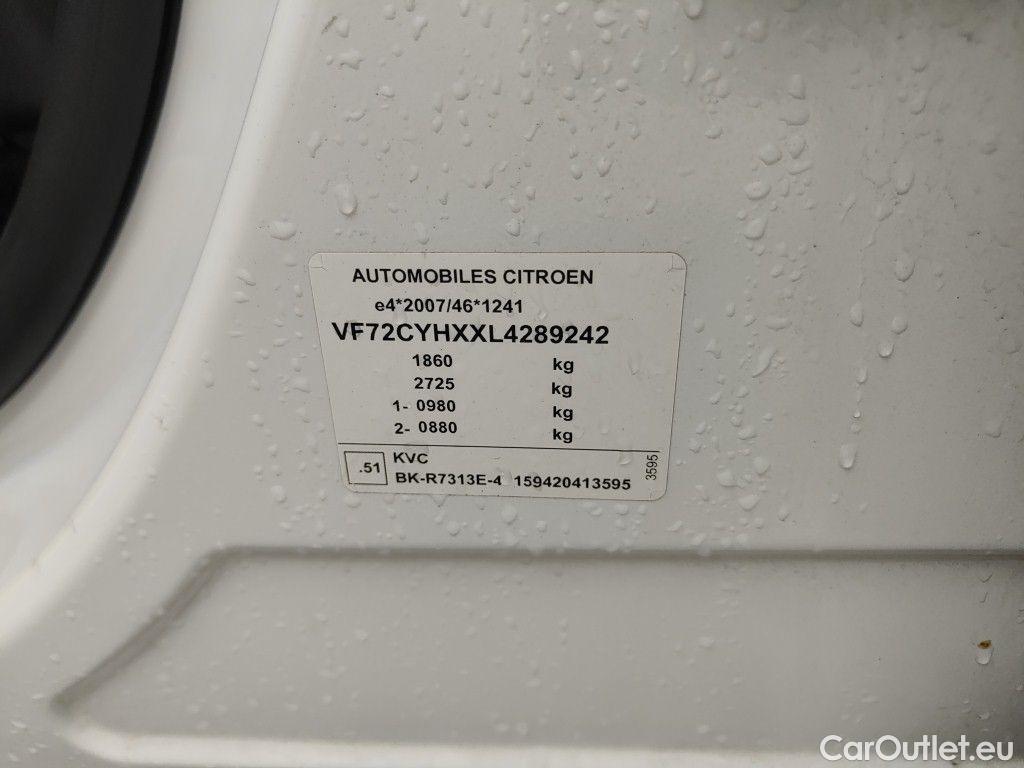 AUTOMOBILES CITROEN
e4*2007/46*1241
VF72CYHXXL4289242
1860 kg
2725 kg
1- 0980 kg
2- 0880 kg
.51 KVC
BK-R7313E-4 159420413595
3595
CarOutlet.eu